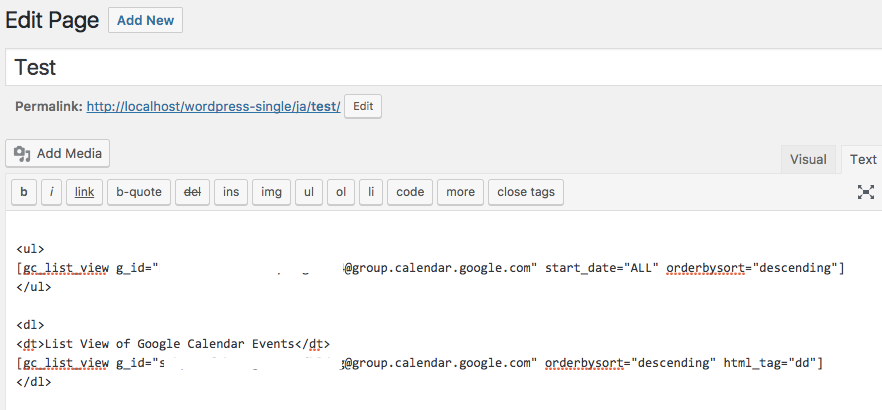 Edit Page Add New
Test
Permalink: http://localhost/wordpress-single/ja/test/ Edit
Add Media
Visual Text
b i link b-quote del ins img ul ol li code more close tags
<ul>
[gc_list_view g_id=" @group.calendar.google.com" start_date="ALL" orderbysort="descending"]
</ul>
<dl>
<dt>List View of Google Calendar Events</dt>
[gc_list_view g_id="s @group.calendar.google.com" orderbysort="descending" html_tag="dd"]
</dl>